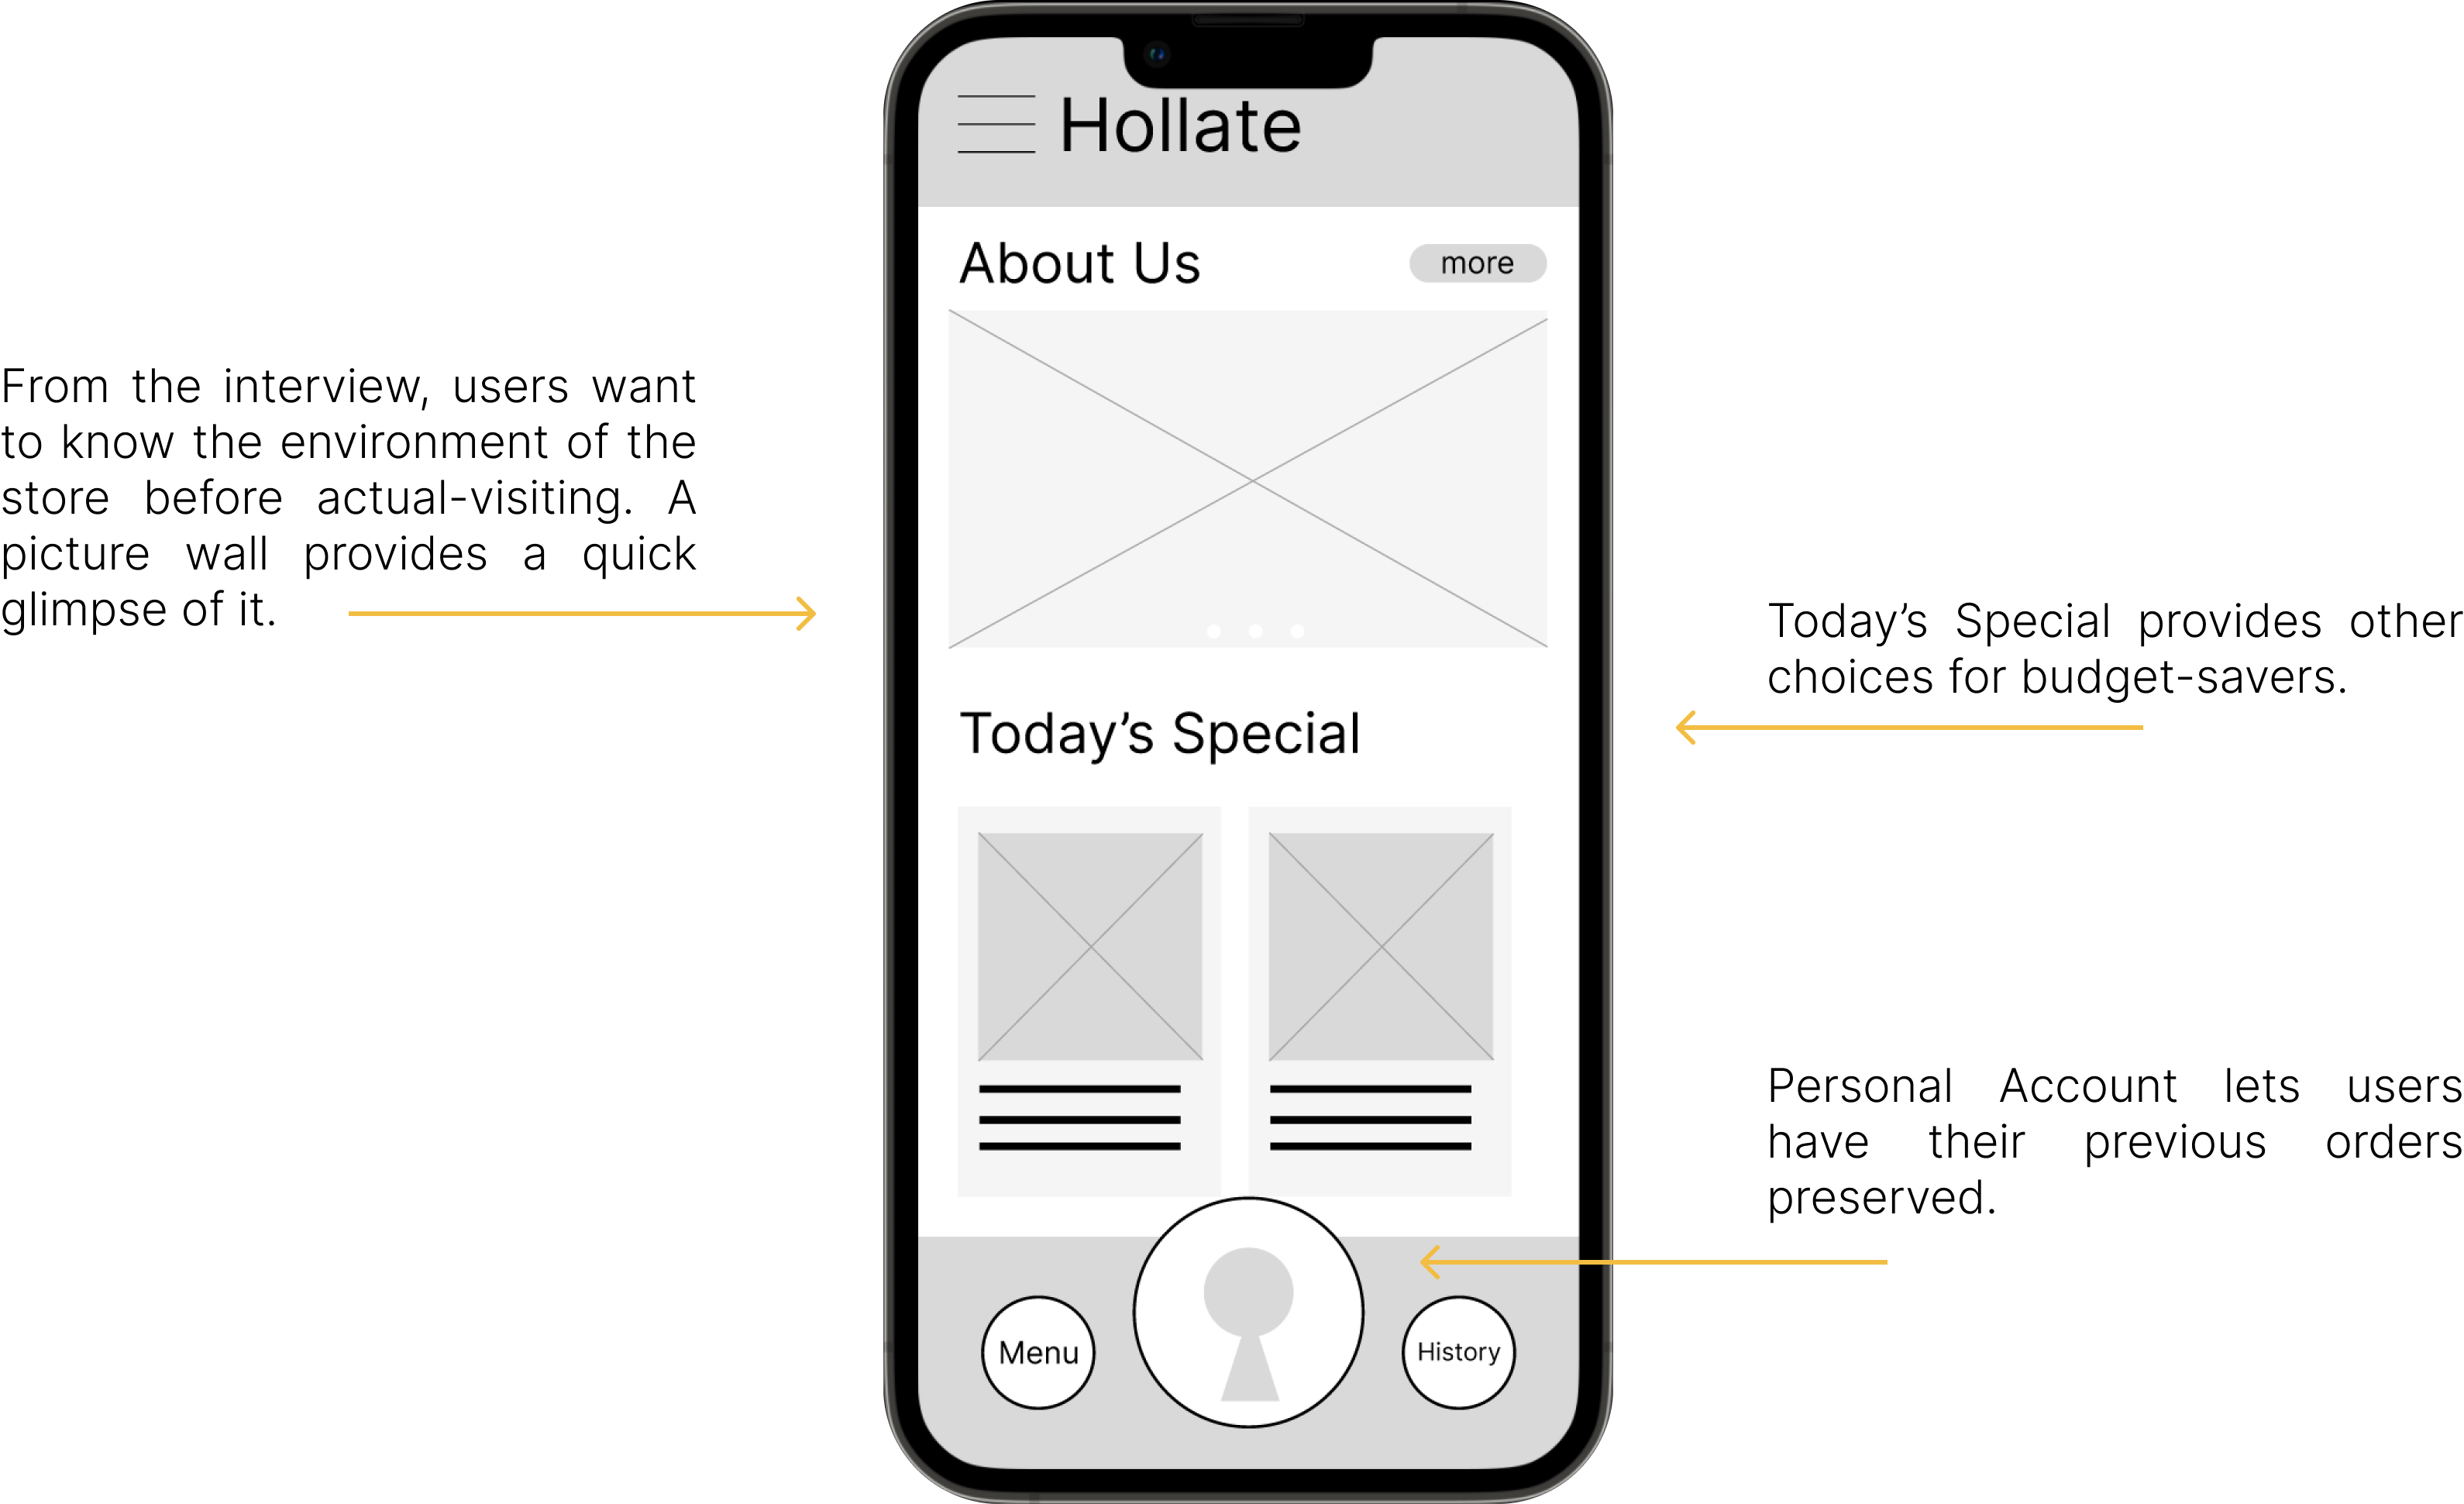 Hollate
About Us
more
From the interview, users want
to know the environment of the
store before actual-visiting. A
picture wall provides a quick
glimpse of it.
Today’s Special provides other
choices for budget-savers.
Today’s Special
Personal Account lets users
have their previous orders
preserved.
Menu
History